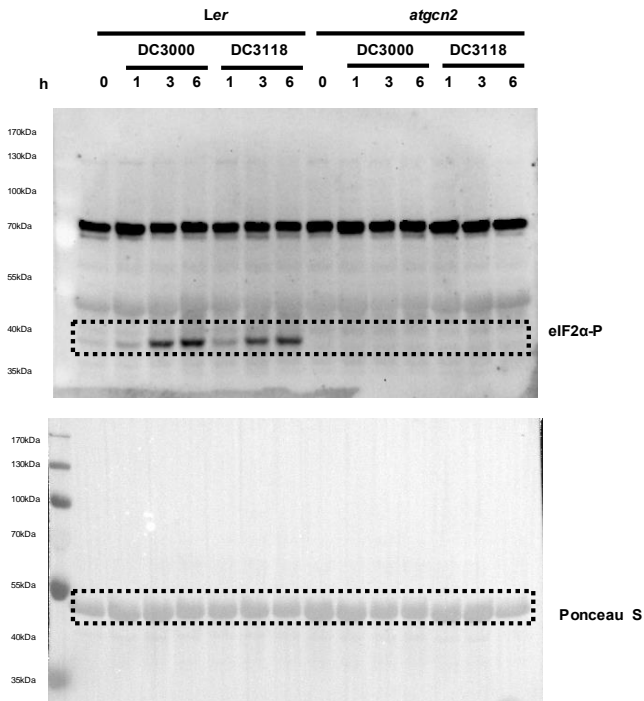 Ler atgcn2
DC3000 DC3118 DC3000 DC3118
h 0 1 3 6 1 3 6 0 1 3 6 1 3 6
170kDa
130kDa
100kDa
70kDa
55kDa
40kDa
35kDa
eIF2α-P
170kDa
130kDa
100kDa
70kDa
55kDa
40kDa
35kDa
Ponceau S